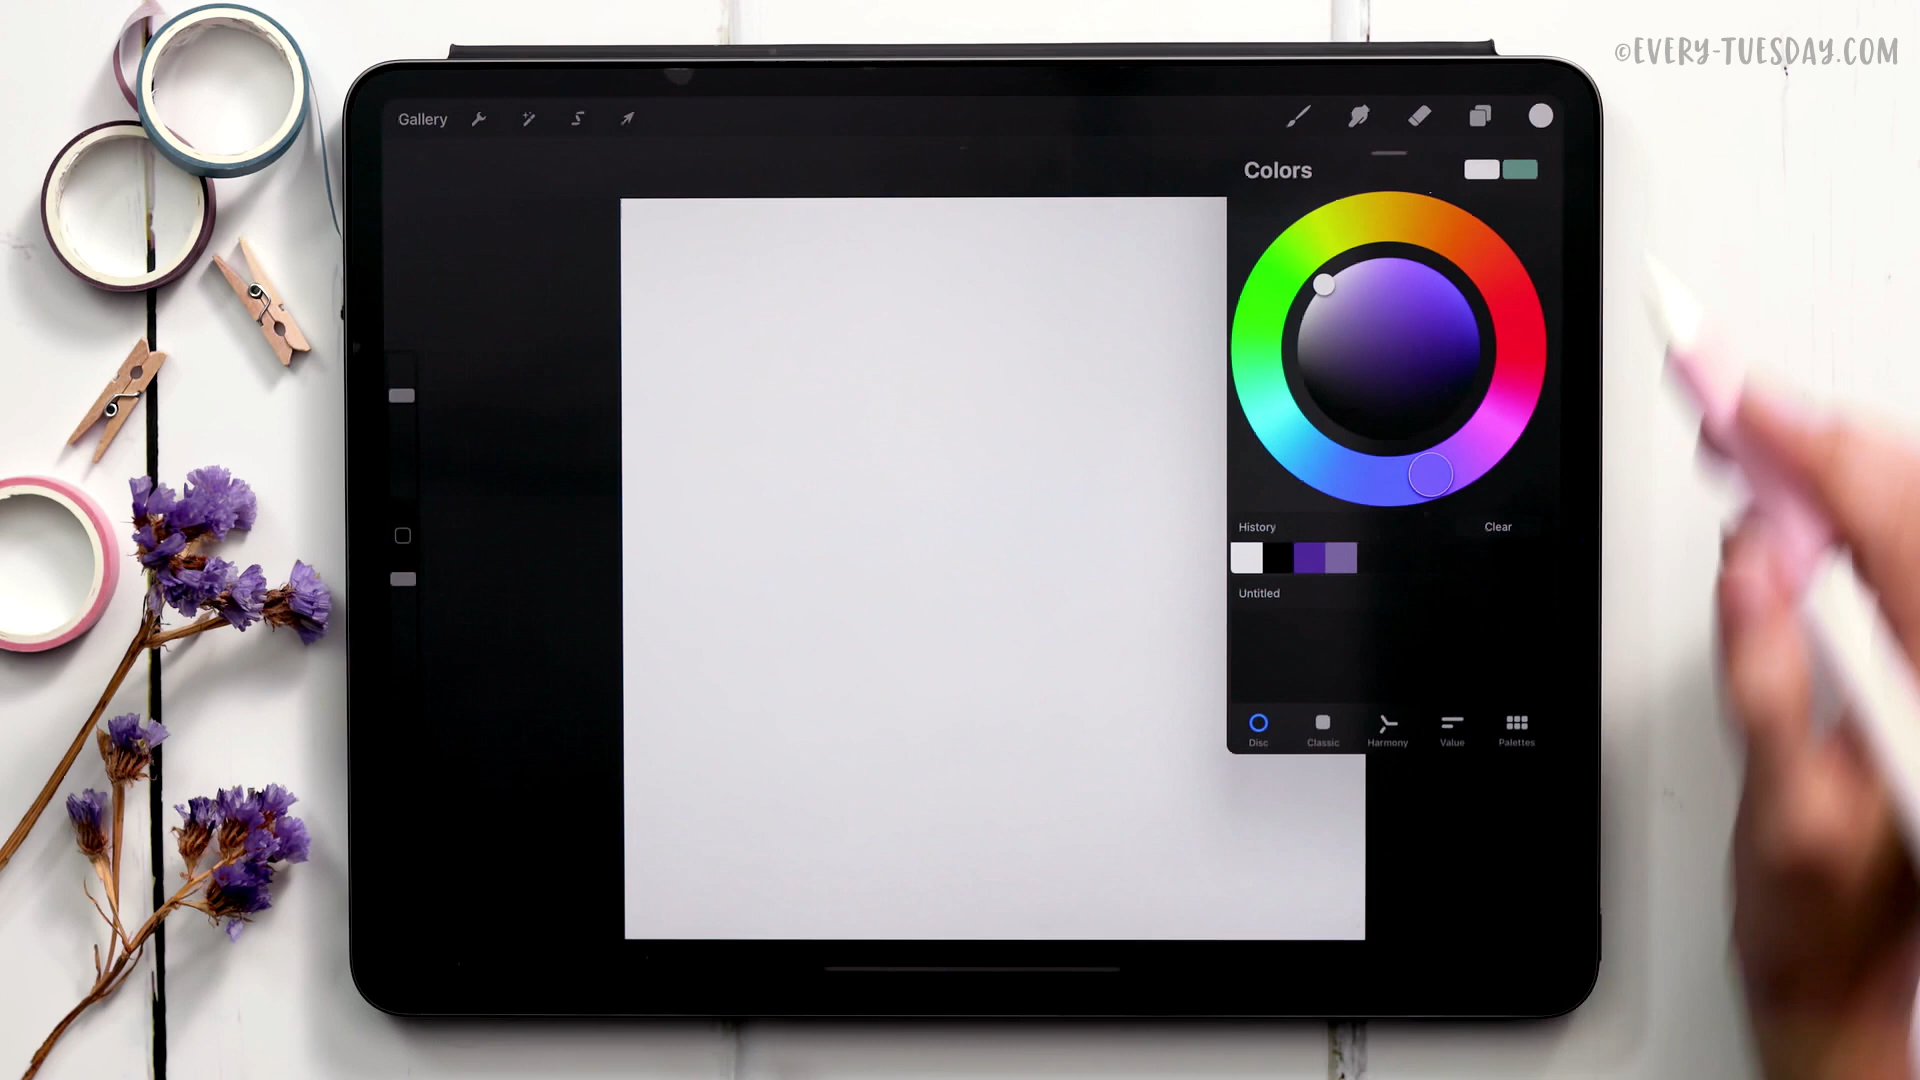 ©EVERY-TUESDAY.COM
Gallery
Colors
History
Clear
Untitled
Disc
Classic
Harmony
Value
Palettes